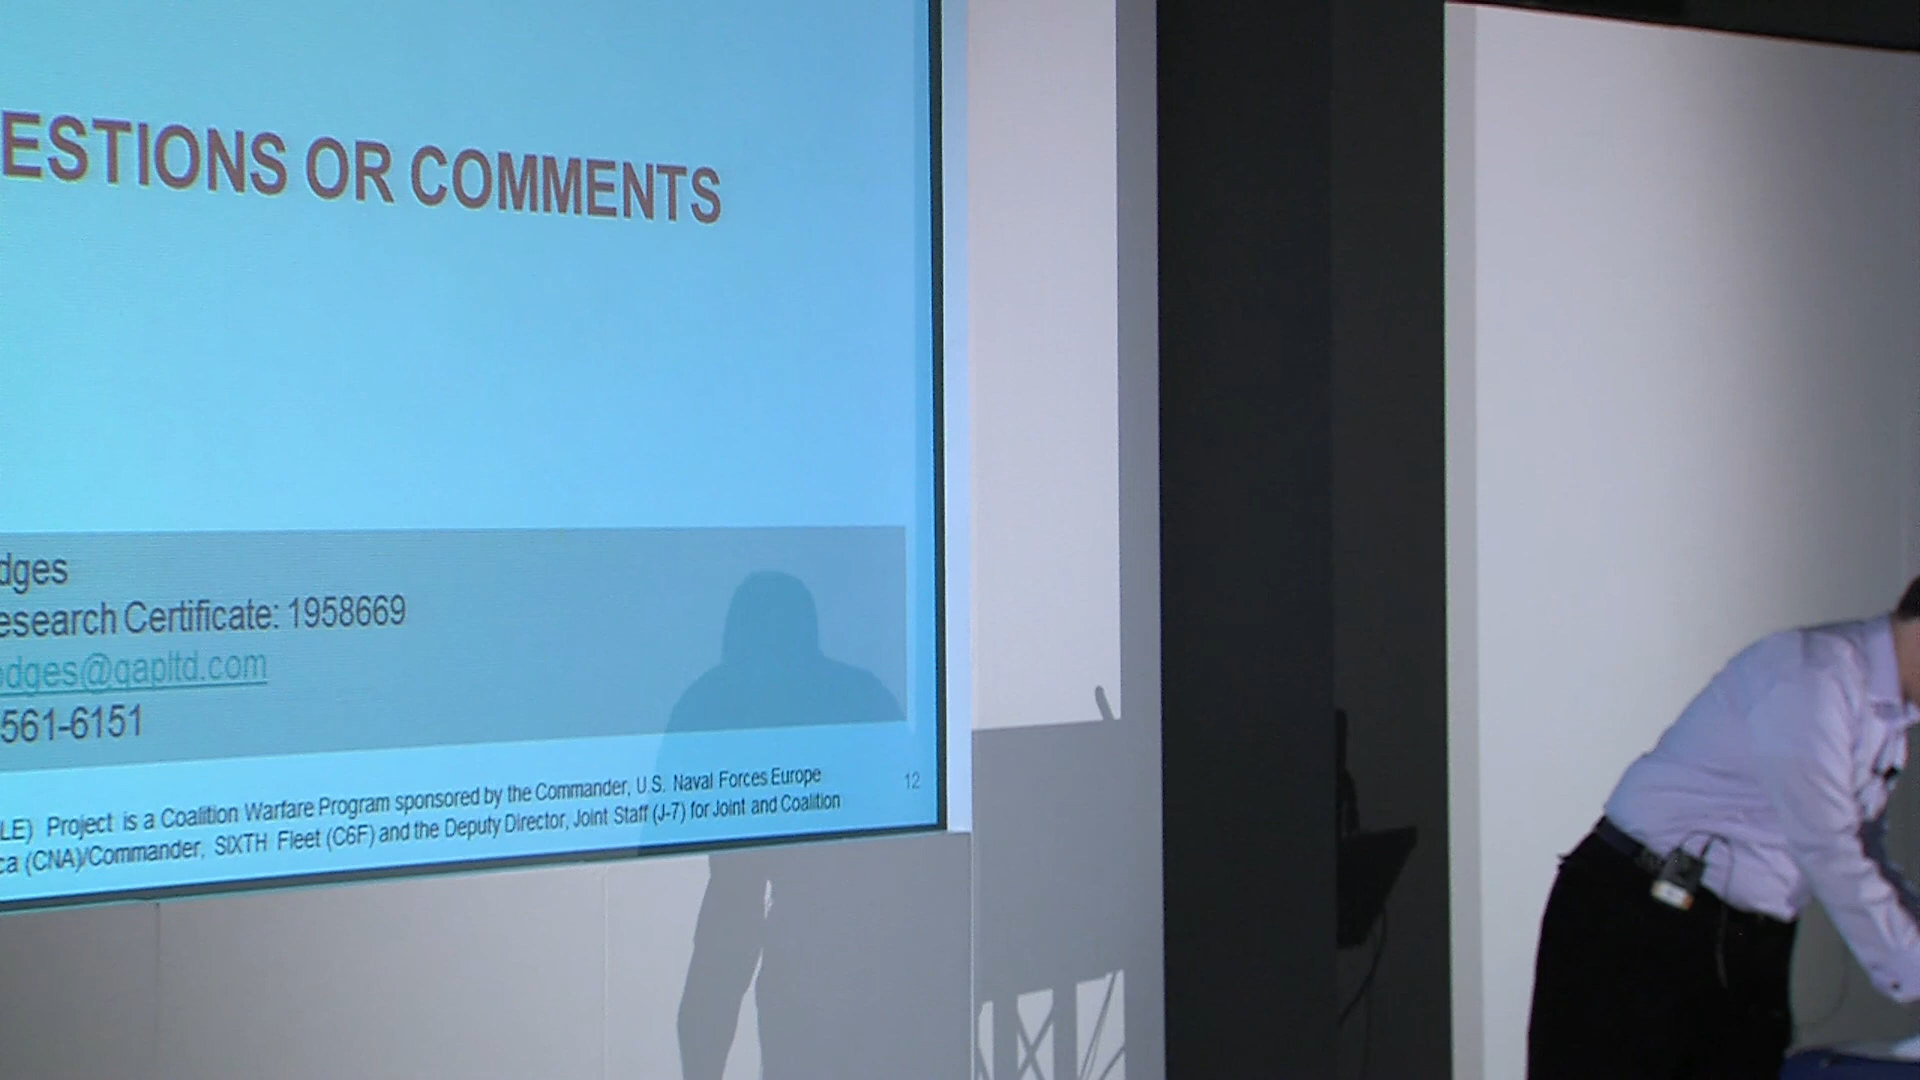 ESTIONS OR COMMENTS
dges
esearch Certificate: 1958669
dges@gapltd.com
561-6151
LE) Project is a Coalition Warfare Program sponsored by the Commander, U.S. Naval Forces Europe
ca (CNA)/Commander, SIXTH Fleet (C6F) and the Deputy Director, Joint Staff (J-7) for Joint and Coalition
12